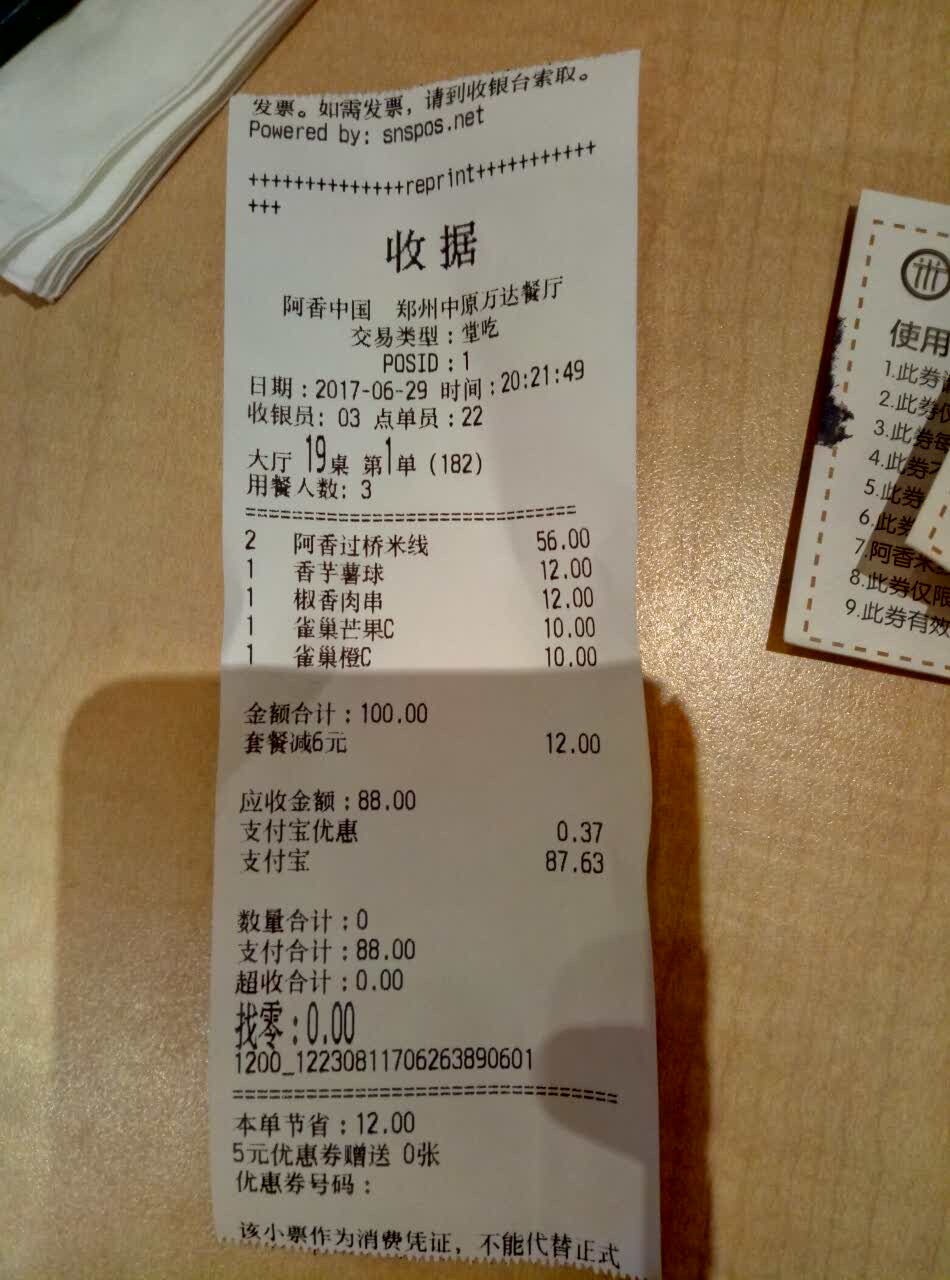 发票。如需发票，请到收银台索取。
Powered by: snspos.net
++++++++++++++reprint+++++++++++
+++
收据
阿香中国 郑州中原万达餐厅
交易类型：堂吃
POSID：1
日期：2017-06-29 时间：20:21:49
收银员：03 点单员：22
大厅 19桌 第1单 (182)
用餐人数：3
==============================
2 阿香过桥米线 56.00
1 香芋薯球 12.00
1 椒香肉串 12.00
1 雀巢芒果C 10.00
1 雀巢橙C 10.00
金额合计：100.00
套餐减6元 12.00
应收金额：88.00
支付宝优惠 0.37
支付宝 87.63
数量合计：0
支付合计：88.00
超收合计：0.00
找零：0.00
1200_12230811706263890601
================================
本单节省：12.00
5元优惠券赠送 0张
优惠券号码：
该小票作为消费凭证，不能代替正式
使用
1.此券
2.此券仅
3.此券每
4.此券不
5.此券
6.此券
7.阿香米
8.此券仅限
9.此券有效